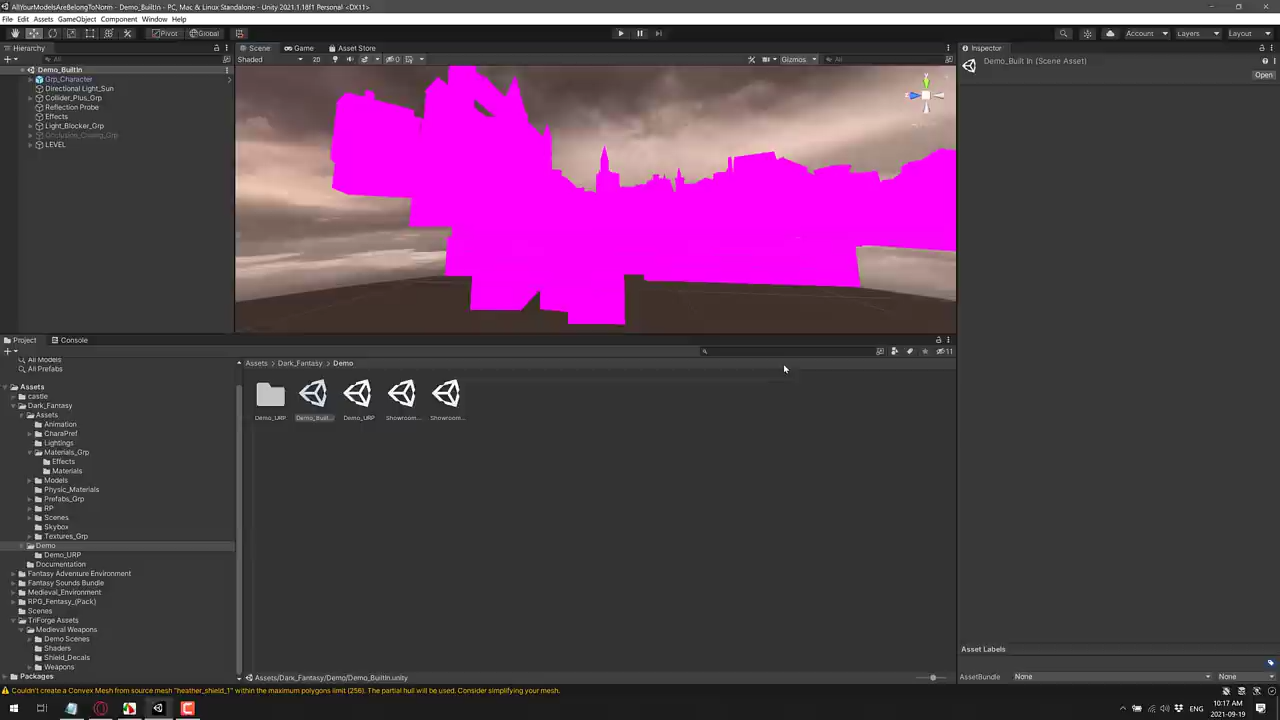 AllYourModelsAreBelongToNorm - Demo_BuiltIn - PC, Mac & Linux Standalone - Unity 2021.1.18f1 Personal <DX11>
File Edit Assets GameObject Component Window Help
Pivot Global
Account Layers Layout
Hierarchy
All
Demo_BuiltIn
Grp_Character
Directional Light_Sun
Collider_Plus_Grp
Reflection Probe
Effects
Light_Blocker_Grp
LEVEL
Scene Game Asset Store
Shaded 2D 0 Gizmos All
y
Inspector
Demo_Built In (Scene Asset)
Open
Project Console
11
All Models
All Prefabs
Assets
castle
Dark_Fantasy
Assets
Animation
CharaPref
Lightings
Materials_Grp
Effects
Materials
Models
Physic_Materials
Prefabs_Grp
RP
Scenes
Skybox
Textures_Grp
Demo
Demo_URP
Documentation
Fantasy Adventure Environment
Fantasy Sounds Bundle
Medieval_Environment
RPG_Fantasy_(Pack)
Scenes
TriForge Assets
Medieval Weapons
Demo Scenes
Shaders
Shield_Decals
Weapons
Packages
Assets > Dark_Fantasy > Demo
Demo_URP Demo_Buil... Demo_URP Showroom... Showroom...
Assets/Dark_Fantasy/Demo/Demo_BuiltIn.unity
Asset Labels
AssetBundle None None
Couldn't create a Convex Mesh from source mesh "heather_shield_1" within the maximum polygons limit (256). The partial hull will be used. Consider simplifying your mesh.
ENG 10:17 AM
2021-09-19